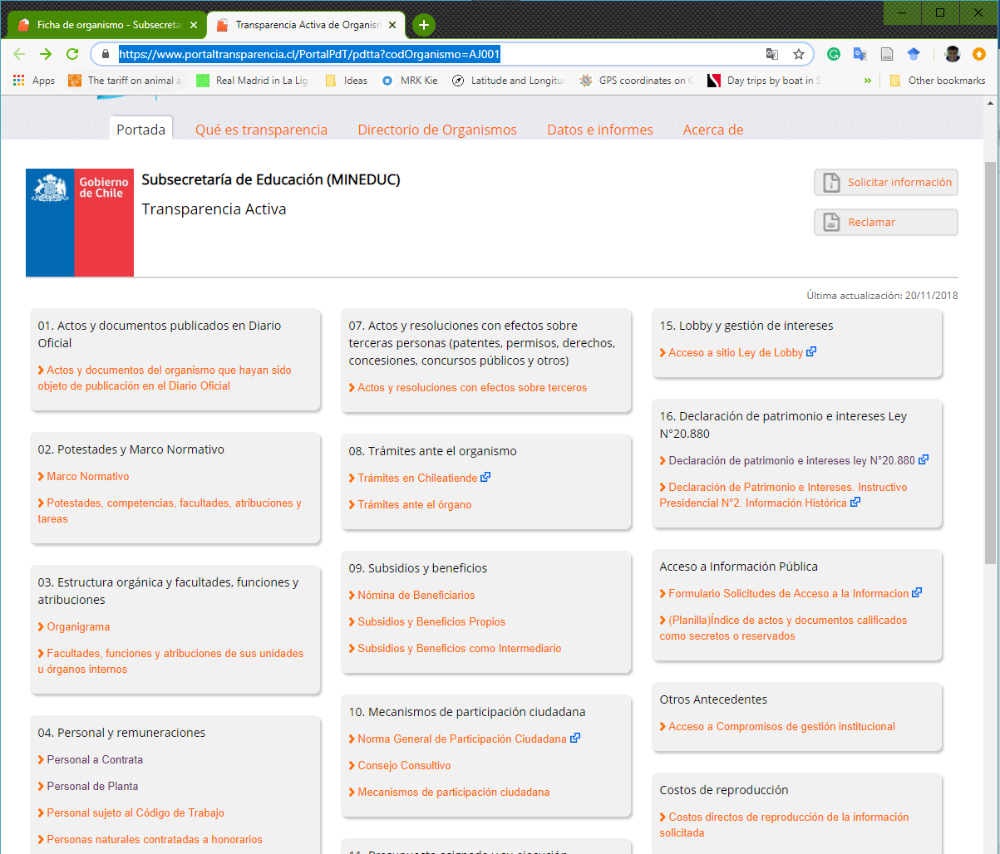 Ficha de organismo - Subsecreta
Transparencia Activa de Organism
https://www.portaltransparencia.cl/PortalPdT/pdtta?codOrganismo=AJ001
Apps
The tariff on animal a
Real Madrid in La Lig
Ideas
MRK Kie
Latitude and Longitu
GPS coordinates on G
Day trips by boat in S
»
Other bookmarks
Portada
Qué es transparencia
Directorio de Organismos
Datos e informes
Acerca de
Gobierno
de Chile
Subsecretaría de Educación (MINEDUC)
Transparencia Activa
Solicitar información
Reclamar
Última actualización: 20/11/2018
01. Actos y documentos publicados en Diario
Oficial
Actos y documentos del organismo que hayan sido
objeto de publicación en el Diario Oficial
02. Potestades y Marco Normativo
Marco Normativo
Potestades, competencias, facultades, atribuciones y
tareas
03. Estructura orgánica y facultades, funciones y
atribuciones
Organigrama
Facultades, funciones y atribuciones de sus unidades
u órganos internos
04. Personal y remuneraciones
Personal a Contrata
Personal de Planta
Personal sujeto al Código de Trabajo
Personas naturales contratadas a honorarios
07. Actos y resoluciones con efectos sobre
terceras personas (patentes, permisos, derechos,
concesiones, concursos públicos y otros)
Actos y resoluciones con efectos sobre terceros
08. Trámites ante el organismo
Trámites en Chileatiende
Trámites ante el órgano
09. Subsidios y beneficios
Nómina de Beneficiarios
Subsidios y Beneficios Propios
Subsidios y Beneficios como Intermediario
10. Mecanismos de participación ciudadana
Norma General de Participación Ciudadana
Consejo Consultivo
Mecanismos de participación ciudadana
11. Presupuesto asignado y su ejecución
15. Lobby y gestión de intereses
Acceso a sitio Ley de Lobby
16. Declaración de patrimonio e intereses Ley
N°20.880
Declaración de patrimonio e intereses ley N°20.880
Declaración de Patrimonio e Intereses. Instructivo
Presidencial N°2. Información Histórica
Acceso a Información Pública
Formulario Solicitudes de Acceso a la Informacion
(Planilla)Índice de actos y documentos calificados
como secretos o reservados
Otros Antecedentes
Acceso a Compromisos de gestión institucional
Costos de reproducción
Costos directos de reproducción de la información
solicitada